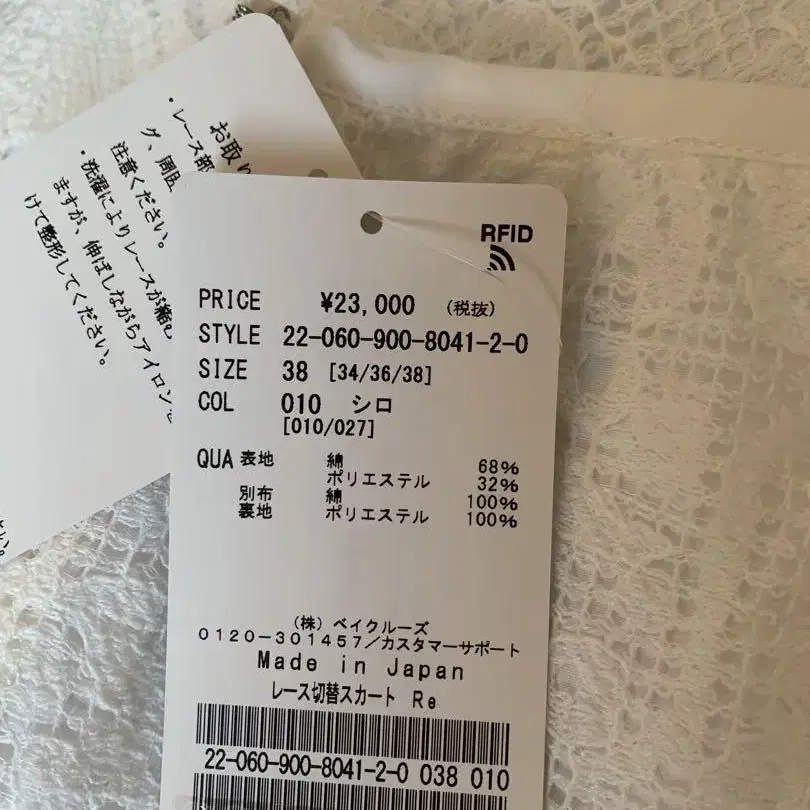 お取り
・レース部
グ、周囲
注意ください。
・洗濯によりレースが縮む
ますが、伸ばしながらアイロンを
けて整形してください。
さい。
RFID
PRICE ¥23,000 (税抜)
STYLE 22-060-900-8041-2-0
SIZE 38 [34/36/38]
COL 010 シロ
[010/027]
QUA 表地 綿 68%
ポリエステル 32%
別布 綿 100%
裏地 ポリエステル 100%
(株) ベイクルーズ
0120-301457/カスタマーサポート
Made in Japan
レース切替スカート Re
22-060-900-8041-2-0 038 010